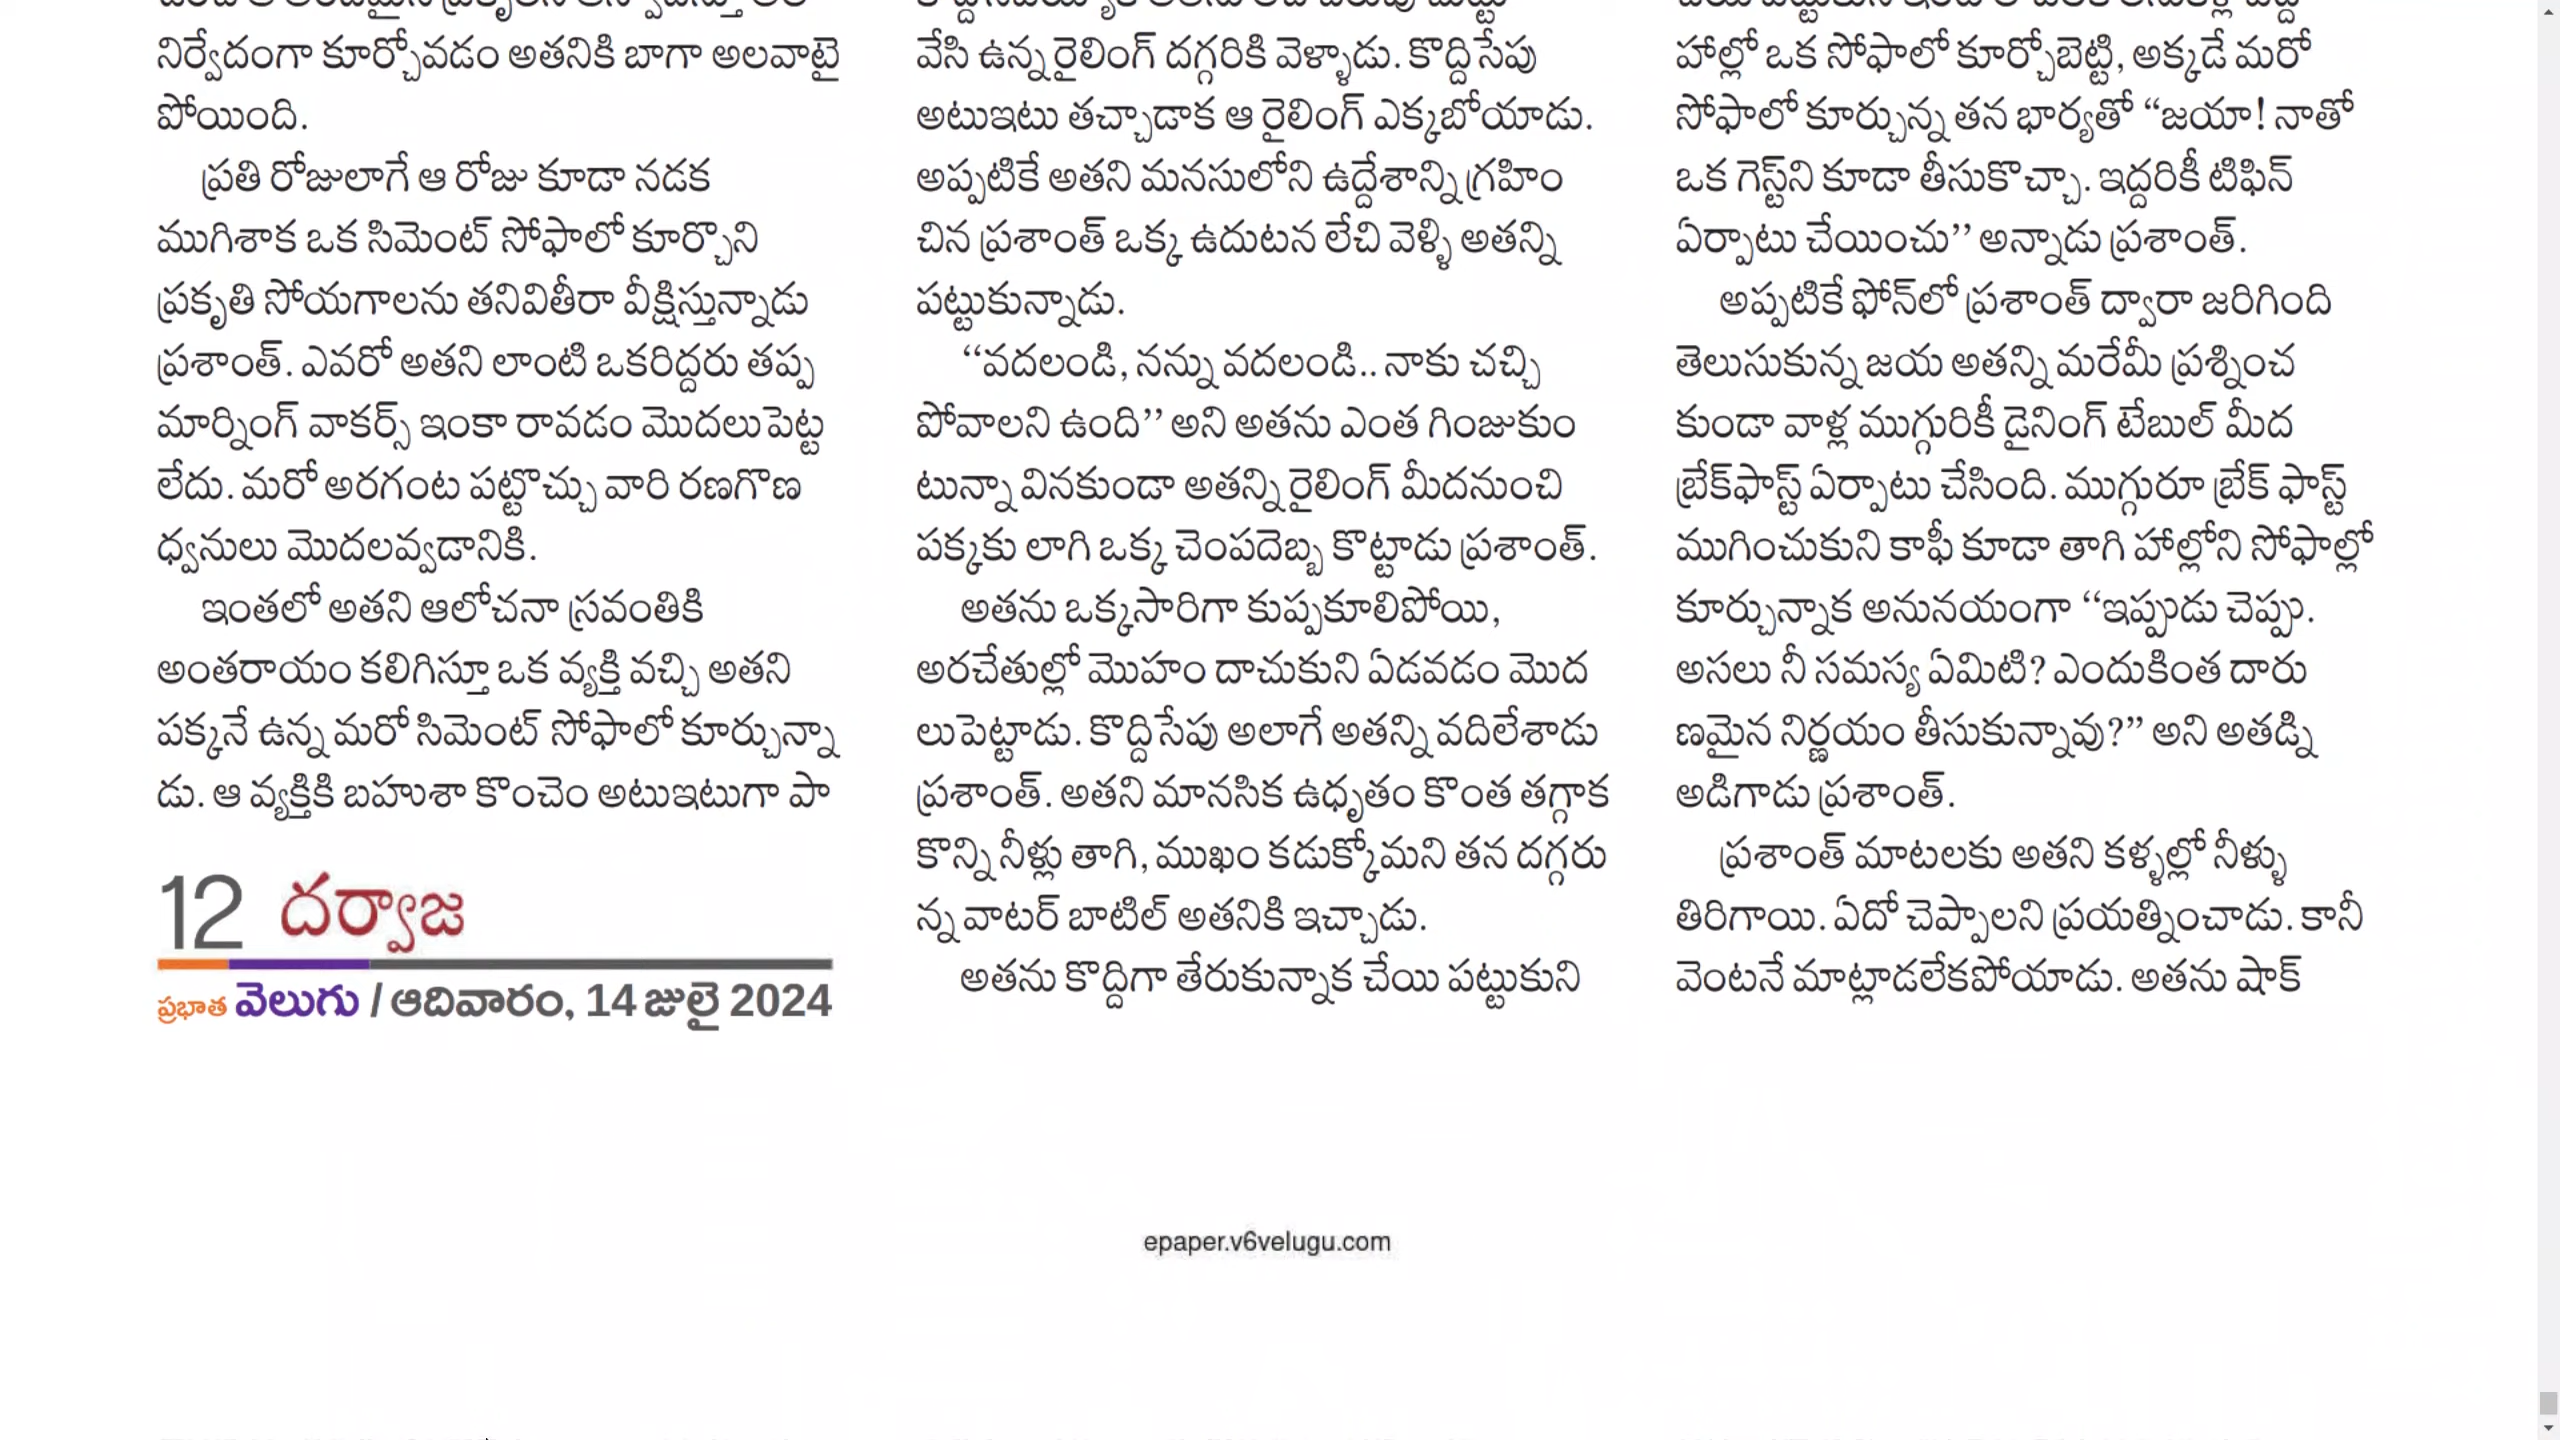 నిర్వేదంగా కూర్చోవడం అతనికి బాగా అలవాటై
పోయింది.
ప్రతి రోజులాగే ఆ రోజు కూడా నడక
ముగిశాక ఒక సిమెంట్ సోఫాలో కూర్చొని
ప్రకృతి సోయగాలను తనివితీరా వీక్షిస్తున్నాడు
ప్రశాంత్. ఎవరో అతని లాంటి ఒకరిద్దరు తప్ప
మార్నింగ్ వాకర్స్ ఇంకా రావడం మొదలుపెట్ట
లేదు. మరో అరగంట పట్టొచ్చు వారి రణగొణ
ధ్వనులు మొదలవ్వడానికి.
ఇంతలో అతని ఆలోచనా స్రవంతికి
అంతరాయం కలిగిస్తూ ఒక వ్యక్తి వచ్చి అతని
పక్కనే ఉన్న మరో సిమెంట్ సోఫాలో కూర్చున్నా
డు. ఆ వ్యక్తికి బహుశా కొంచెం అటుఇటుగా పా
12 దర్వాజ
ప్రభాత వెలుగు / ఆదివారం, 14 జులై 2024
వేసి ఉన్న రైలింగ్ దగ్గరికి వెళ్ళాడు. కొద్దిసేపు
అటుఇటు తచ్చాడాక ఆ రైలింగ్ ఎక్కబోయాడు.
అప్పటికే అతని మనసులోని ఉద్దేశాన్ని గ్రహిం
చిన ప్రశాంత్ ఒక్క ఉదుటన లేచి వెళ్ళి అతన్ని
పట్టుకున్నాడు.
‘‘వదలండి, నన్ను వదలండి.. నాకు చచ్చి
పోవాలని ఉంది’’ అని అతను ఎంత గింజుకుం
టున్నా వినకుండా అతన్ని రైలింగ్ మీదనుంచి
పక్కకు లాగి ఒక్క చెంపదెబ్బ కొట్టాడు ప్రశాంత్.
అతను ఒక్కసారిగా కుప్పకూలిపోయి,
అరచేతుల్లో మొహం దాచుకుని ఏడవడం మొద
లుపెట్టాడు. కొద్దిసేపు అలాగే అతన్ని వదిలేశాడు
ప్రశాంత్. అతని మానసిక ఉధృతం కొంత తగ్గాక
కొన్ని నీళ్లు తాగి, ముఖం కడుక్కోమని తన దగ్గరు
న్న వాటర్ బాటిల్ అతనికి ఇచ్చాడు.
అతను కొద్దిగా తేరుకున్నాక చేయి పట్టుకుని
హాల్లో ఒక సోఫాలో కూర్చోబెట్టి, అక్కడే మరో
సోఫాలో కూర్చున్న తన భార్యతో ‘‘జయా! నాతో
ఒక గెస్ట్‌ని కూడా తీసుకొచ్చా. ఇద్దరికీ టిఫిన్
ఏర్పాటు చేయించు’’ అన్నాడు ప్రశాంత్.
అప్పటికే ఫోన్‌లో ప్రశాంత్ ద్వారా జరిగింది
తెలుసుకున్న జయ అతన్ని మరేమీ ప్రశ్నించ
కుండా వాళ్ల ముగ్గురికీ డైనింగ్ టేబుల్ మీద
బ్రేక్‌ఫాస్ట్ ఏర్పాటు చేసింది. ముగ్గురూ బ్రేక్ ఫాస్ట్
ముగించుకుని కాఫీ కూడా తాగి హాల్లోని సోఫాల్లో
కూర్చున్నాక అనునయంగా ‘‘ఇప్పుడు చెప్పు.
అసలు నీ సమస్య ఏమిటి? ఎందుకింత దారు
ణమైన నిర్ణయం తీసుకున్నావు?’’ అని అతడ్ని
అడిగాడు ప్రశాంత్.
ప్రశాంత్ మాటలకు అతని కళ్ళల్లో నీళ్ళు
తిరిగాయి. ఏదో చెప్పాలని ప్రయత్నించాడు. కానీ
వెంటనే మాట్లాడలేకపోయాడు. అతను షాక్
epaper.v6velugu.com